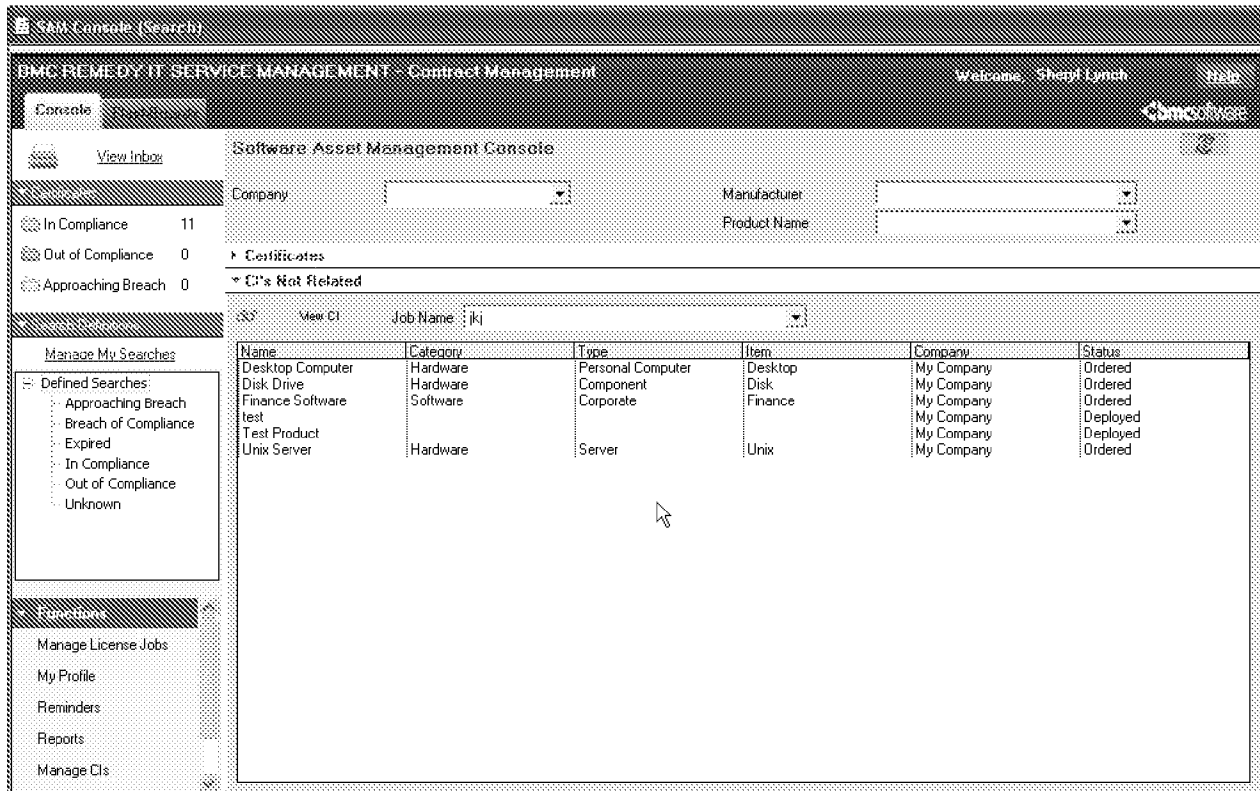 SAM Console (Search)
BMC REMEDY IT SERVICE MANAGEMENT - Contract Management
Welcome, Sheryl Lynch
Help
Console
bmcsoftware
View Inbox
Software Asset Management Console
Company
Manufacturer
Product Name
In Compliance 11
Out of Compliance 0
Approaching Breach 0
Certificates
CI's Not Related
View CI
Job Name jkj
Manage My Searches
Defined Searches
Approaching Breach
Breach of Compliance
Expired
In Compliance
Out of Compliance
Unknown
Name Category Type Item Company Status
Desktop Computer Hardware Personal Computer Desktop My Company Ordered
Disk Drive Hardware Component Disk My Company Ordered
Finance Software Software Corporate Finance My Company Ordered
test My Company Deployed
Test Product My Company Deployed
Unix Server Hardware Server Unix My Company Ordered
Functions
Manage License Jobs
My Profile
Reminders
Reports
Manage CIs